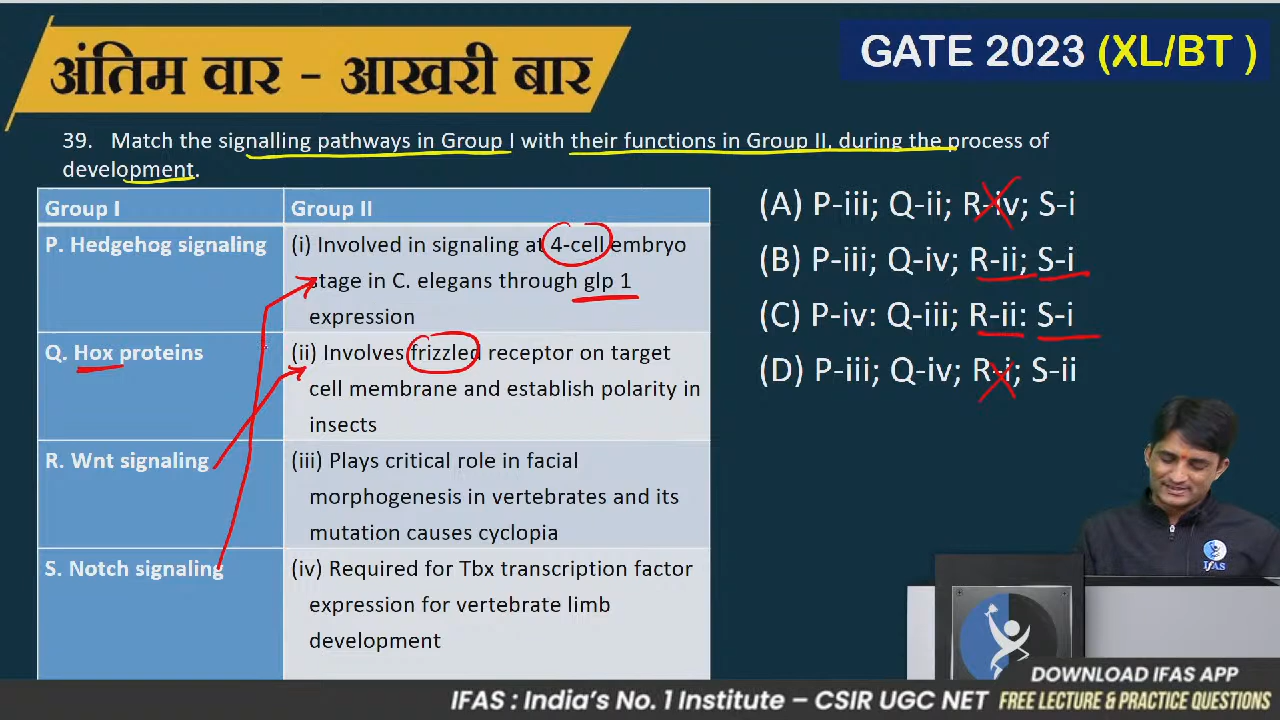 अंतिम वार - आखरी बार
GATE 2023 (XL/BT )
39. Match the signalling pathways in Group I with their functions in Group II, during the process of
development.
Group I
Group II
P. Hedgehog signaling
(i) Involved in signaling at 4-cell embryo
stage in C. elegans through glp 1
expression
Q. Hox proteins
(ii) Involves frizzled receptor on target
cell membrane and establish polarity in
insects
R. Wnt signaling
(iii) Plays critical role in facial
morphogenesis in vertebrates and its
mutation causes cyclopia
S. Notch signaling
(iv) Required for Tbx transcription factor
expression for vertebrate limb
development
(A) P-iii; Q-ii; R-iv; S-i
(B) P-iii; Q-iv; R-ii; S-i
(C) P-iv: Q-iii; R-ii: S-i
(D) P-iii; Q-iv; R-i; S-ii
IFAS
IFAS : India's No. 1 Institute – CSIR UGC NET
DOWNLOAD IFAS APP
FREE LECTURE & PRACTICE QUESTIONS